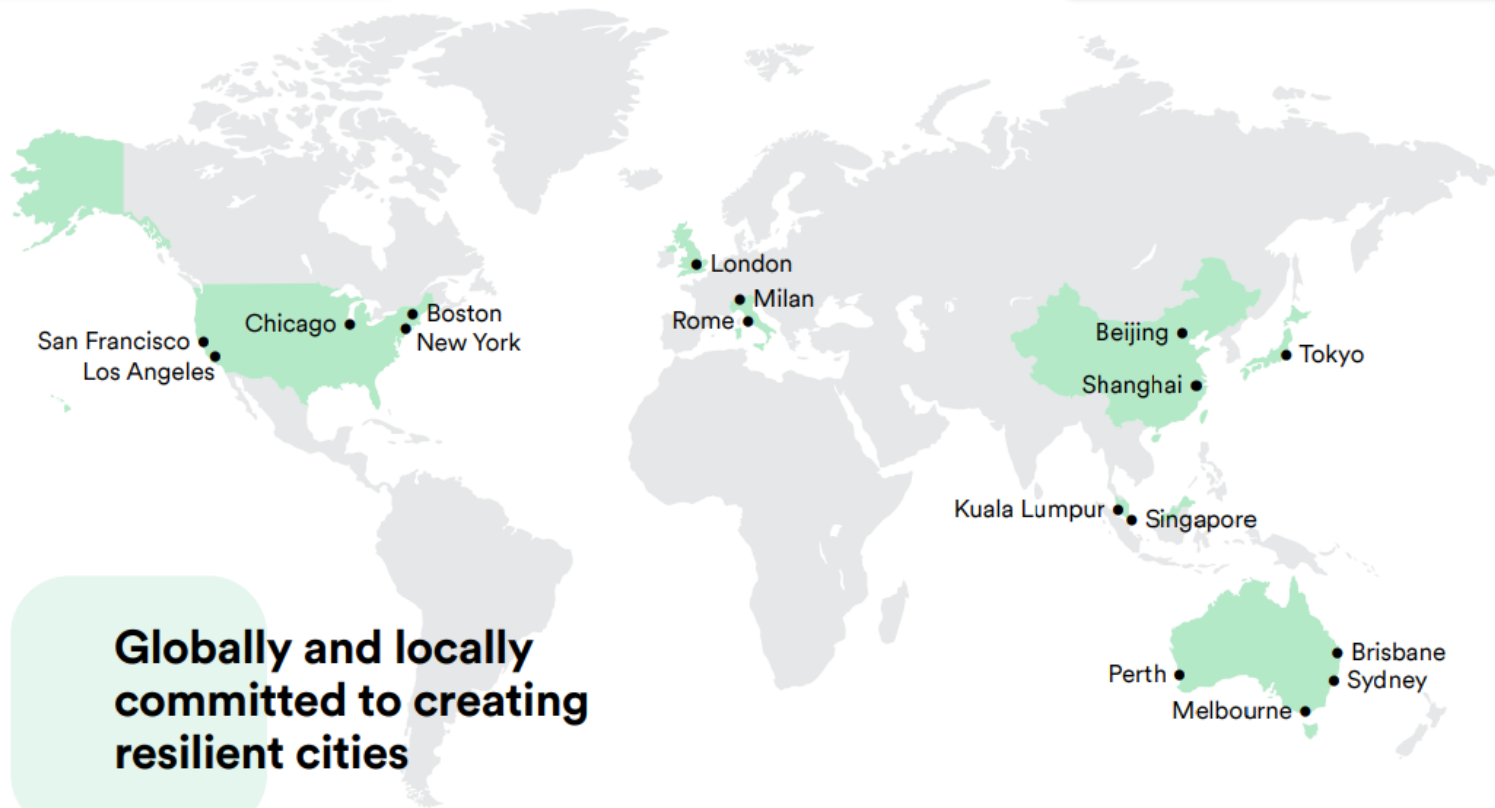 London
Milan
Rome
Chicago
Boston
New York
San Francisco
Los Angeles
Beijing
Tokyo
Shanghai
Kuala Lumpur
Singapore
Brisbane
Perth
Sydney
Melbourne
Globally and locally
committed to creating
resilient cities